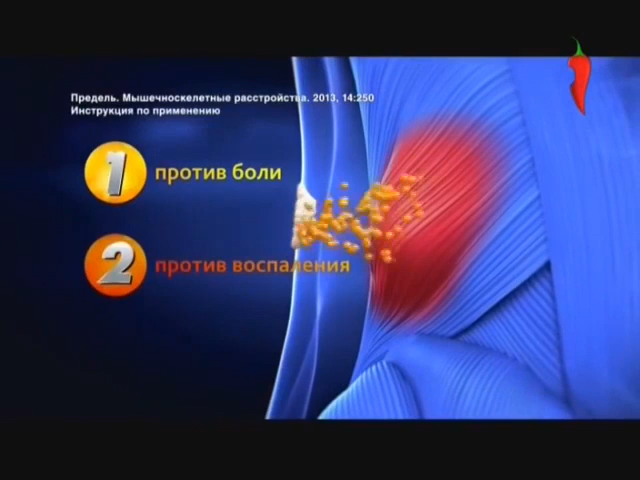 Предель. Мышечноскелетные расстройства. 2013, 14:250
Инструкция по применению
1 против боли
2 против воспаления